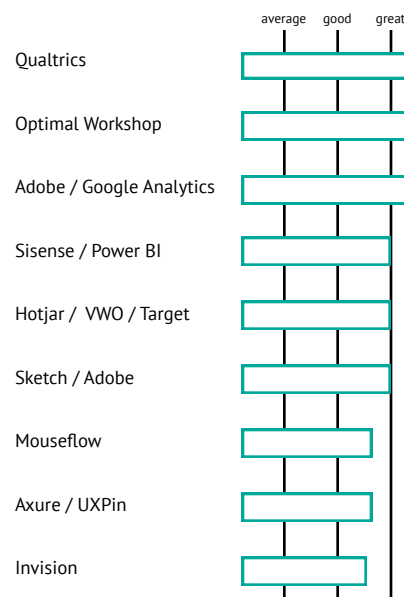 average good great
Qualtrics
Optimal Workshop
Adobe / Google Analytics
Sisense / Power BI
Hotjar / VWO / Target
Sketch / Adobe
Mouseflow
Axure / UXPin
Invision